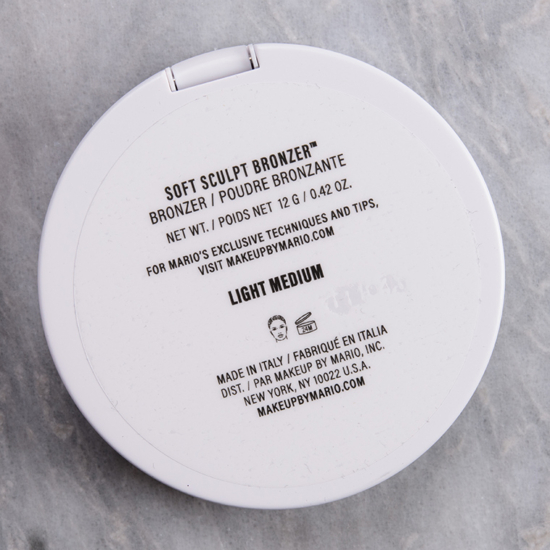 SOFT SCULPT BRONZER™
BRONZER / POUDRE BRONZANTE
NET WT. / POIDS NET 12 G / 0.42 OZ.
FOR MARIO'S EXCLUSIVE TECHNIQUES AND TIPS,
VISIT MAKEUPBYMARIO.COM
LIGHT MEDIUM
24M
MADE IN ITALY / FABRIQUÉ EN ITALIA
DIST. / PAR MAKEUP BY MARIO, INC.
NEW YORK, NY 10022 U.S.A.
MAKEUPBYMARIO.COM